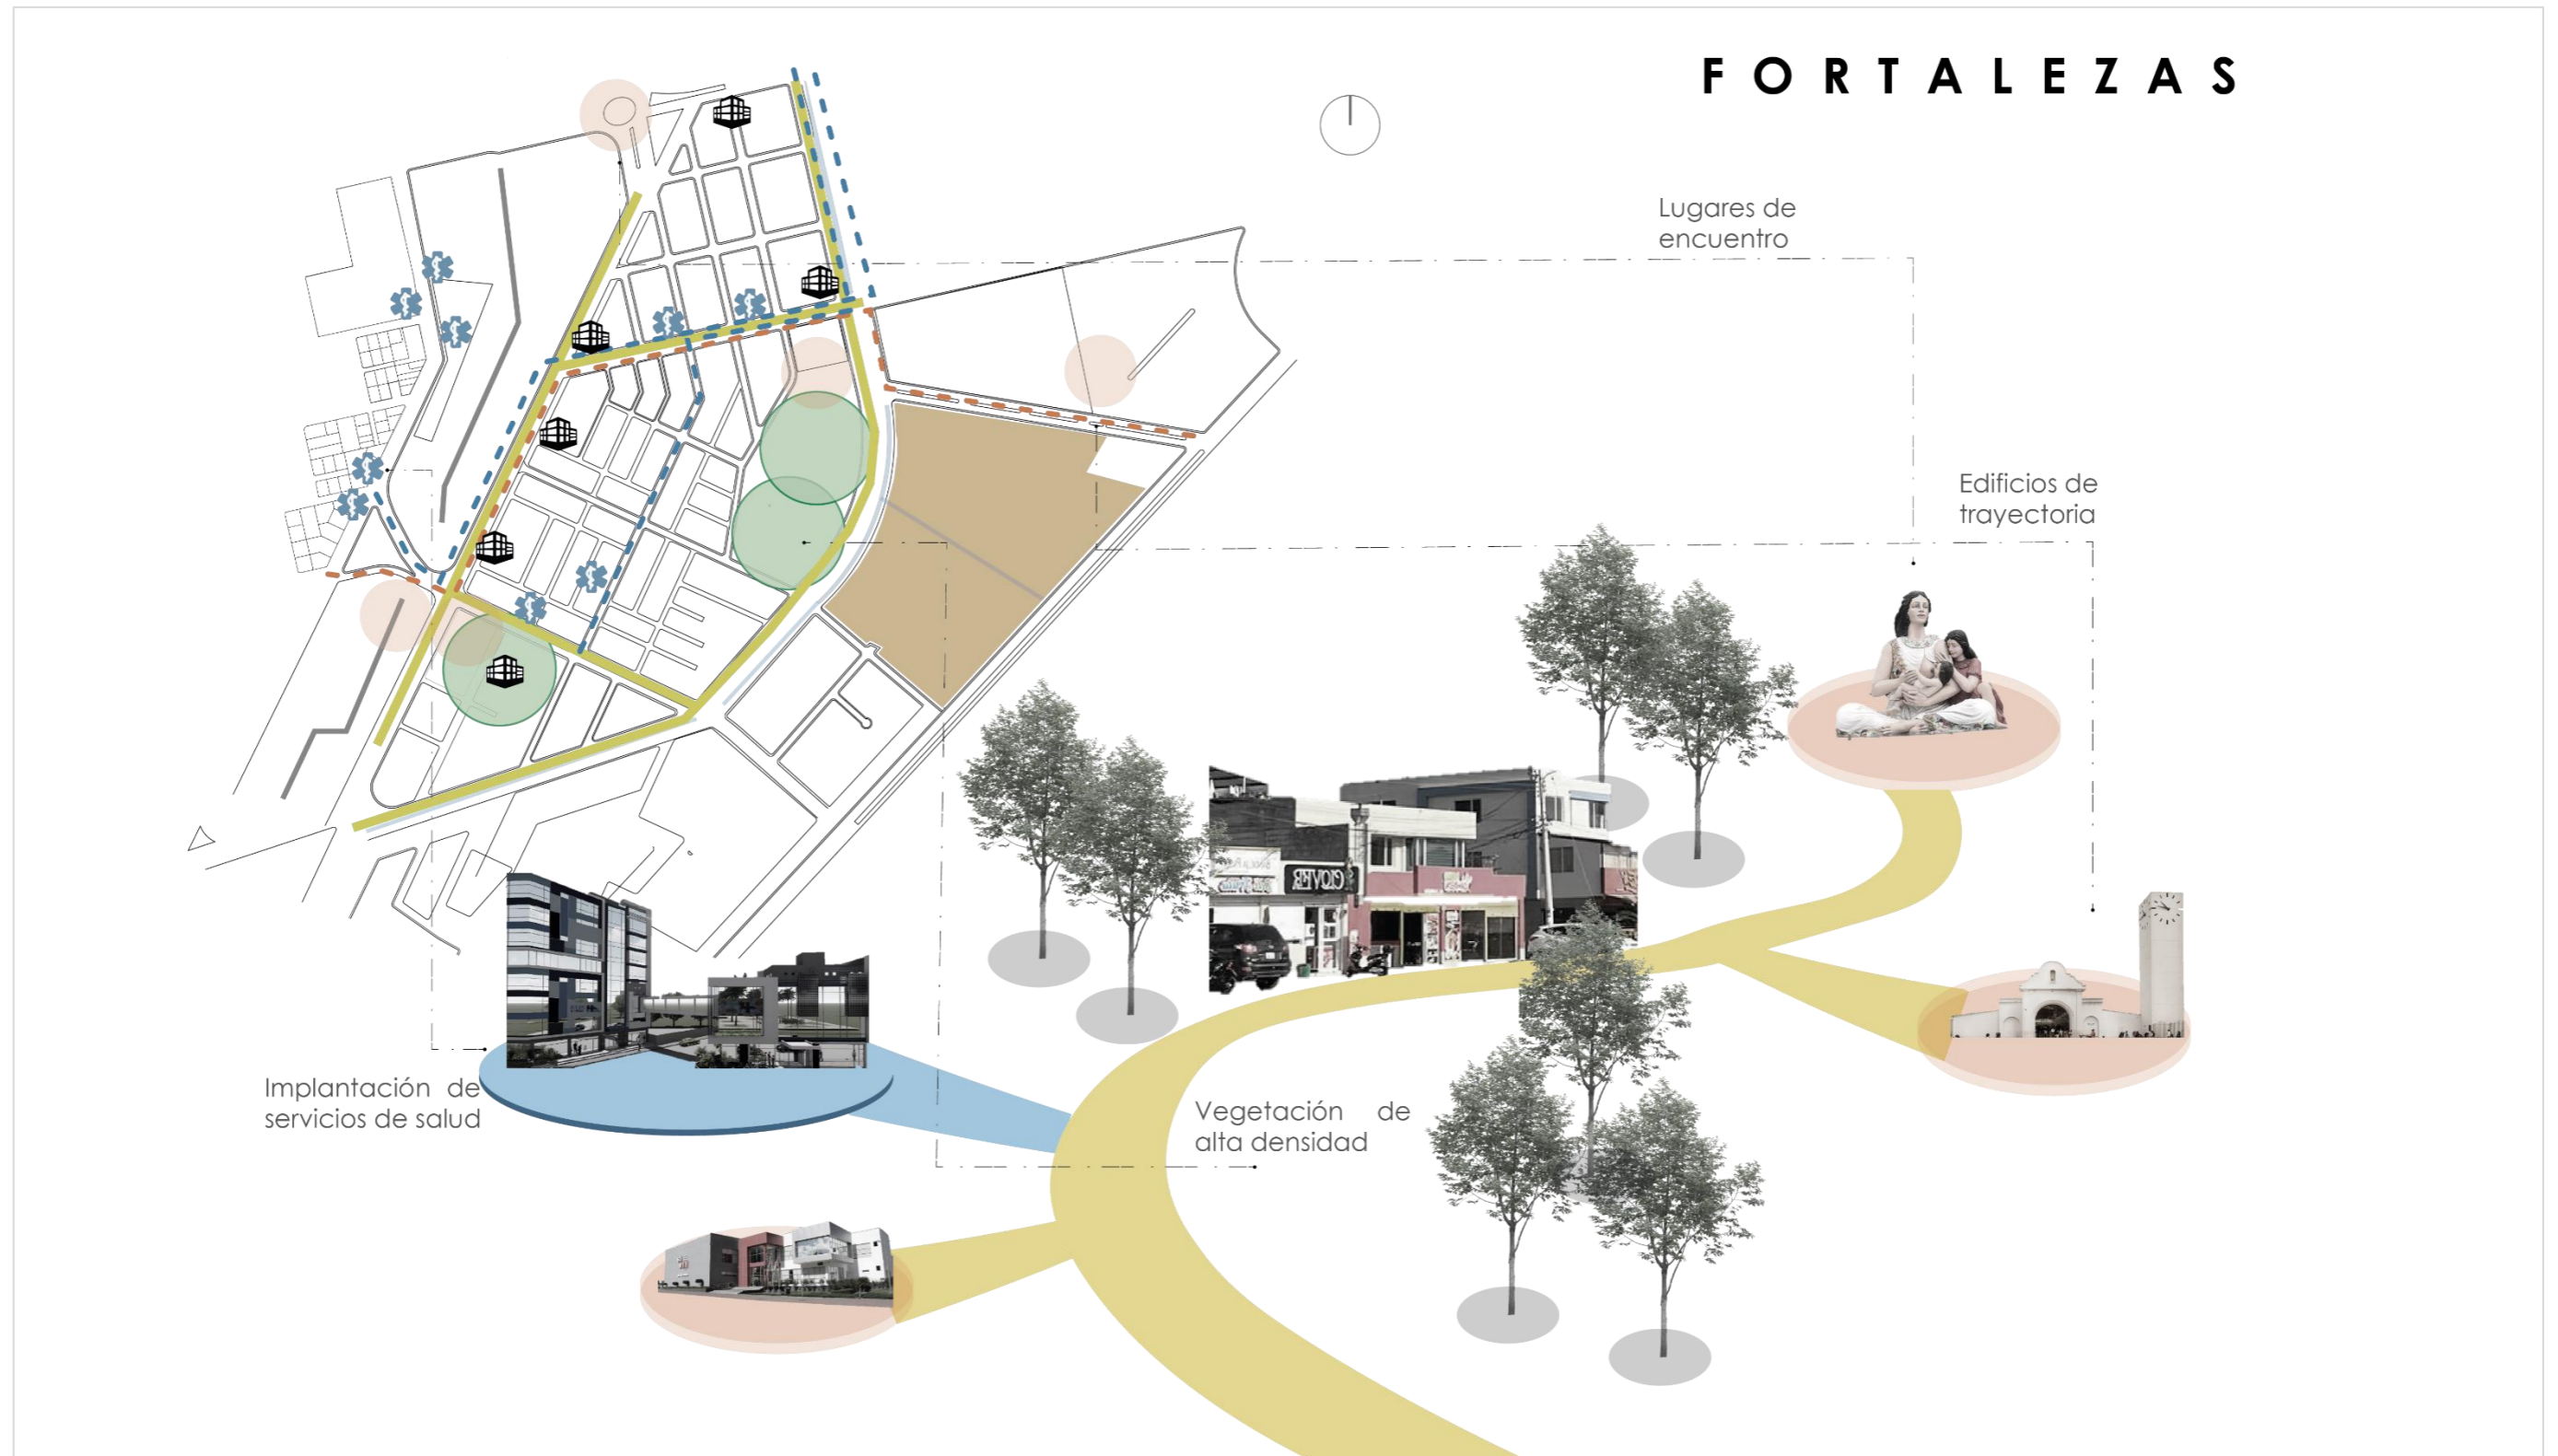 FORTALEZAS
Lugares de
encuentro
Edificios de
trayectoria
Implantación de
servicios de salud
Vegetación de
alta densidad